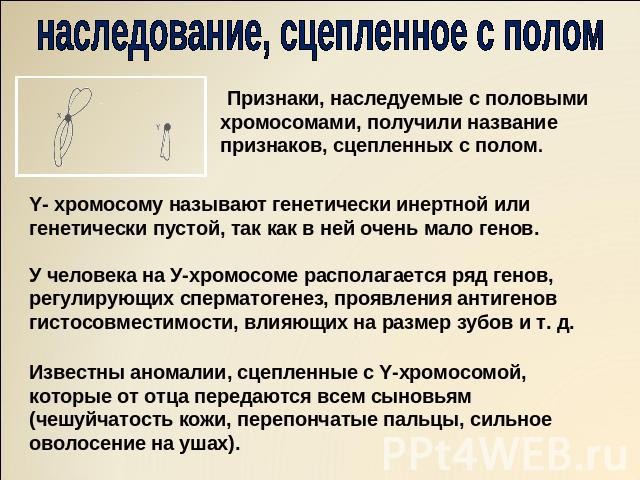 наследование, сцепленное с полом
X
Y
Признаки, наследуемые с половыми
хромосомами, получили название
признаков, сцепленных с полом.
Y- хромосому называют генетически инертной или
генетически пустой, так как в ней очень мало генов.
У человека на У-хромосоме располагается ряд генов,
регулирующих сперматогенез, проявления антигенов
гистосовместимости, влияющих на размер зубов и т. д.
Известны аномалии, сцепленные с Y-хромосомой,
которые от отца передаются всем сыновьям
(чешуйчатость кожи, перепончатые пальцы, сильное
оволосение на ушах).
PPt4WEB.ru